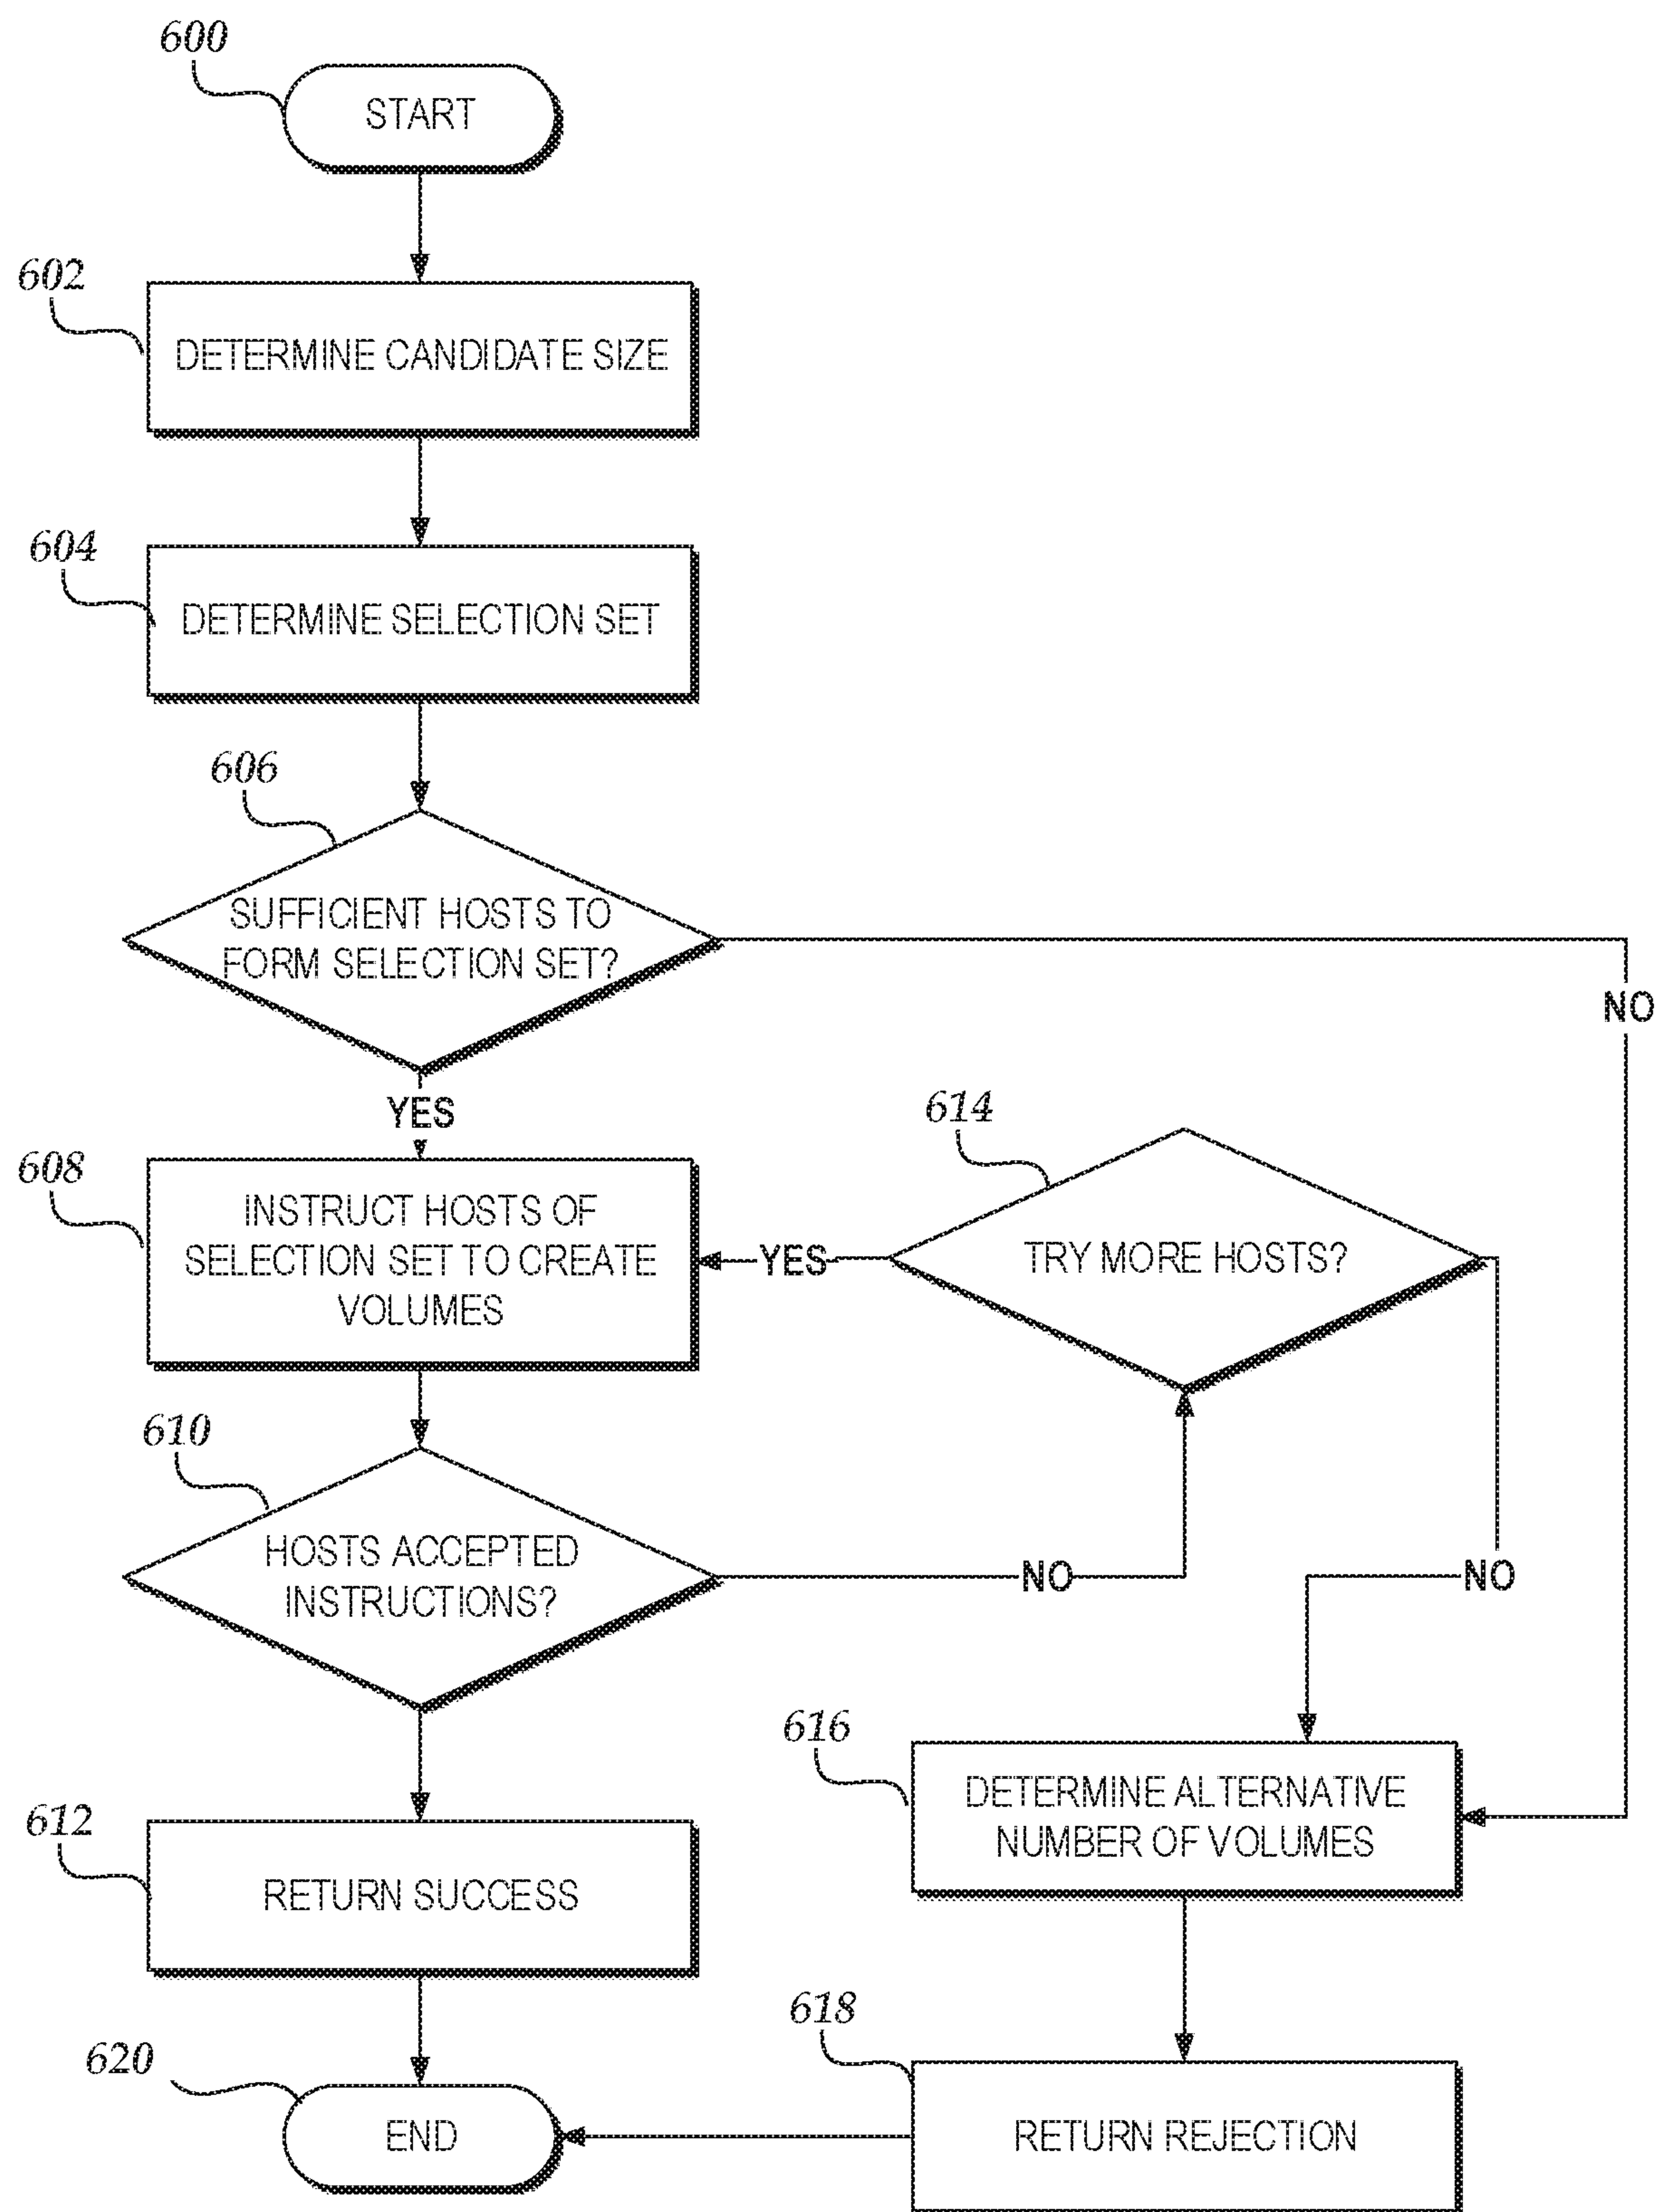 600
START
602
DETERMINE CANDIDATE SIZE
604
DETERMINE SELECTION SET
606
SUFFICIENT HOSTS TO
FORM SELECTION SET?
NO
YES
614
608
INSTRUCT HOSTS OF
SELECTION SET TO CREATE
VOLUMES
YES
TRY MORE HOSTS?
610
HOSTS ACCEPTED
INSTRUCTIONS?
NO
NO
616
DETERMINE ALTERNATIVE
NUMBER OF VOLUMES
612
RETURN SUCCESS
618
RETURN REJECTION
620
END